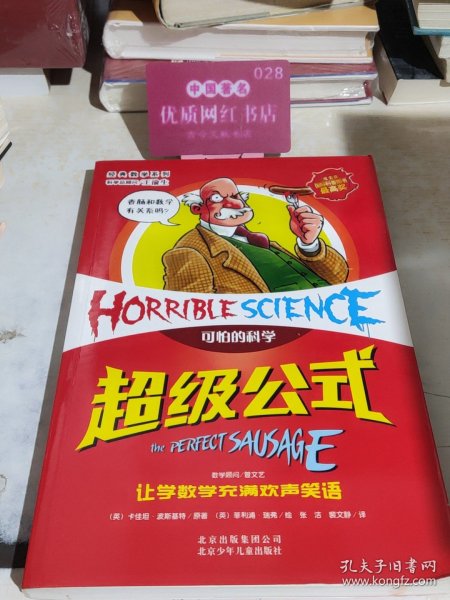 028
中国著名
优质网红书店
经典数学系列
香肠和数学
有关系吗?
HORRIBLE SCIENCE
可怕的科学
超级公式
the PERFECT SAUSAGE
数学顾问/曾文艺
让学数学充满欢声笑语
(英)卡佳坦·波斯基特/原著 (英)菲利浦·瑞弗/绘 张 洁 裴文静/译
北京出版集团公司
北京少年儿童出版社
孔夫子旧书网
www.kongfz.com